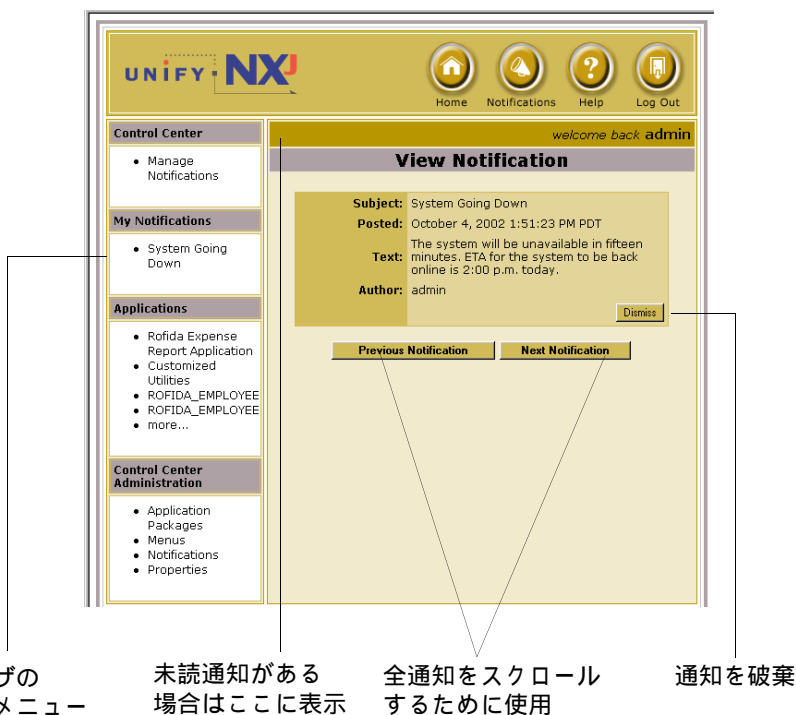 UNIFY NXJ
Home Notifications Help Log Out
Control Center
• Manage
Notifications
My Notifications
• System Going
Down
Applications
• Rofida Expense
Report Application
• Customized
Utilities
• ROFIDA_EMPLOYEE
• ROFIDA_EMPLOYEE
• more...
Control Center
Administration
• Application
Packages
• Menus
• Notifications
• Properties
welcome back admin
View Notification
Subject: System Going Down
Posted: October 4, 2002 1:51:23 PM PDT
Text: The system will be unavailable in fifteen
minutes. ETA for the system to be back
online is 2:00 p.m. today.
Author: admin
Dismiss
Previous Notification Next Notification
ザの
メニュー
未読通知がある
場合はここに表示
全通知をスクロール
するために使用
通知を破棄